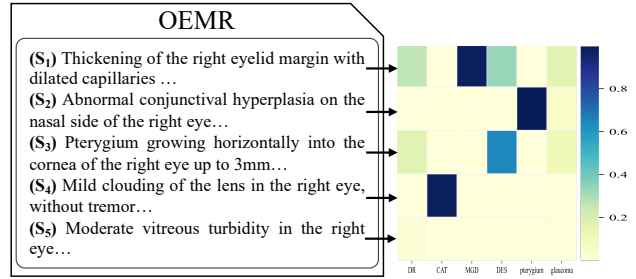 OEMR
(S1) Thickening of the right eyelid margin with
dilated capillaries …
(S2) Abnormal conjunctival hyperplasia on the
nasal side of the right eye…
(S3) Pterygium growing horizontally into the
cornea of the right eye up to 3mm…
(S4) Mild clouding of the lens in the right eye,
without tremor…
(S5) Moderate vitreous turbidity in the right
eye…
0.8
0.6
0.4
0.2
DR CAT MGD DES pterygium glaucoma